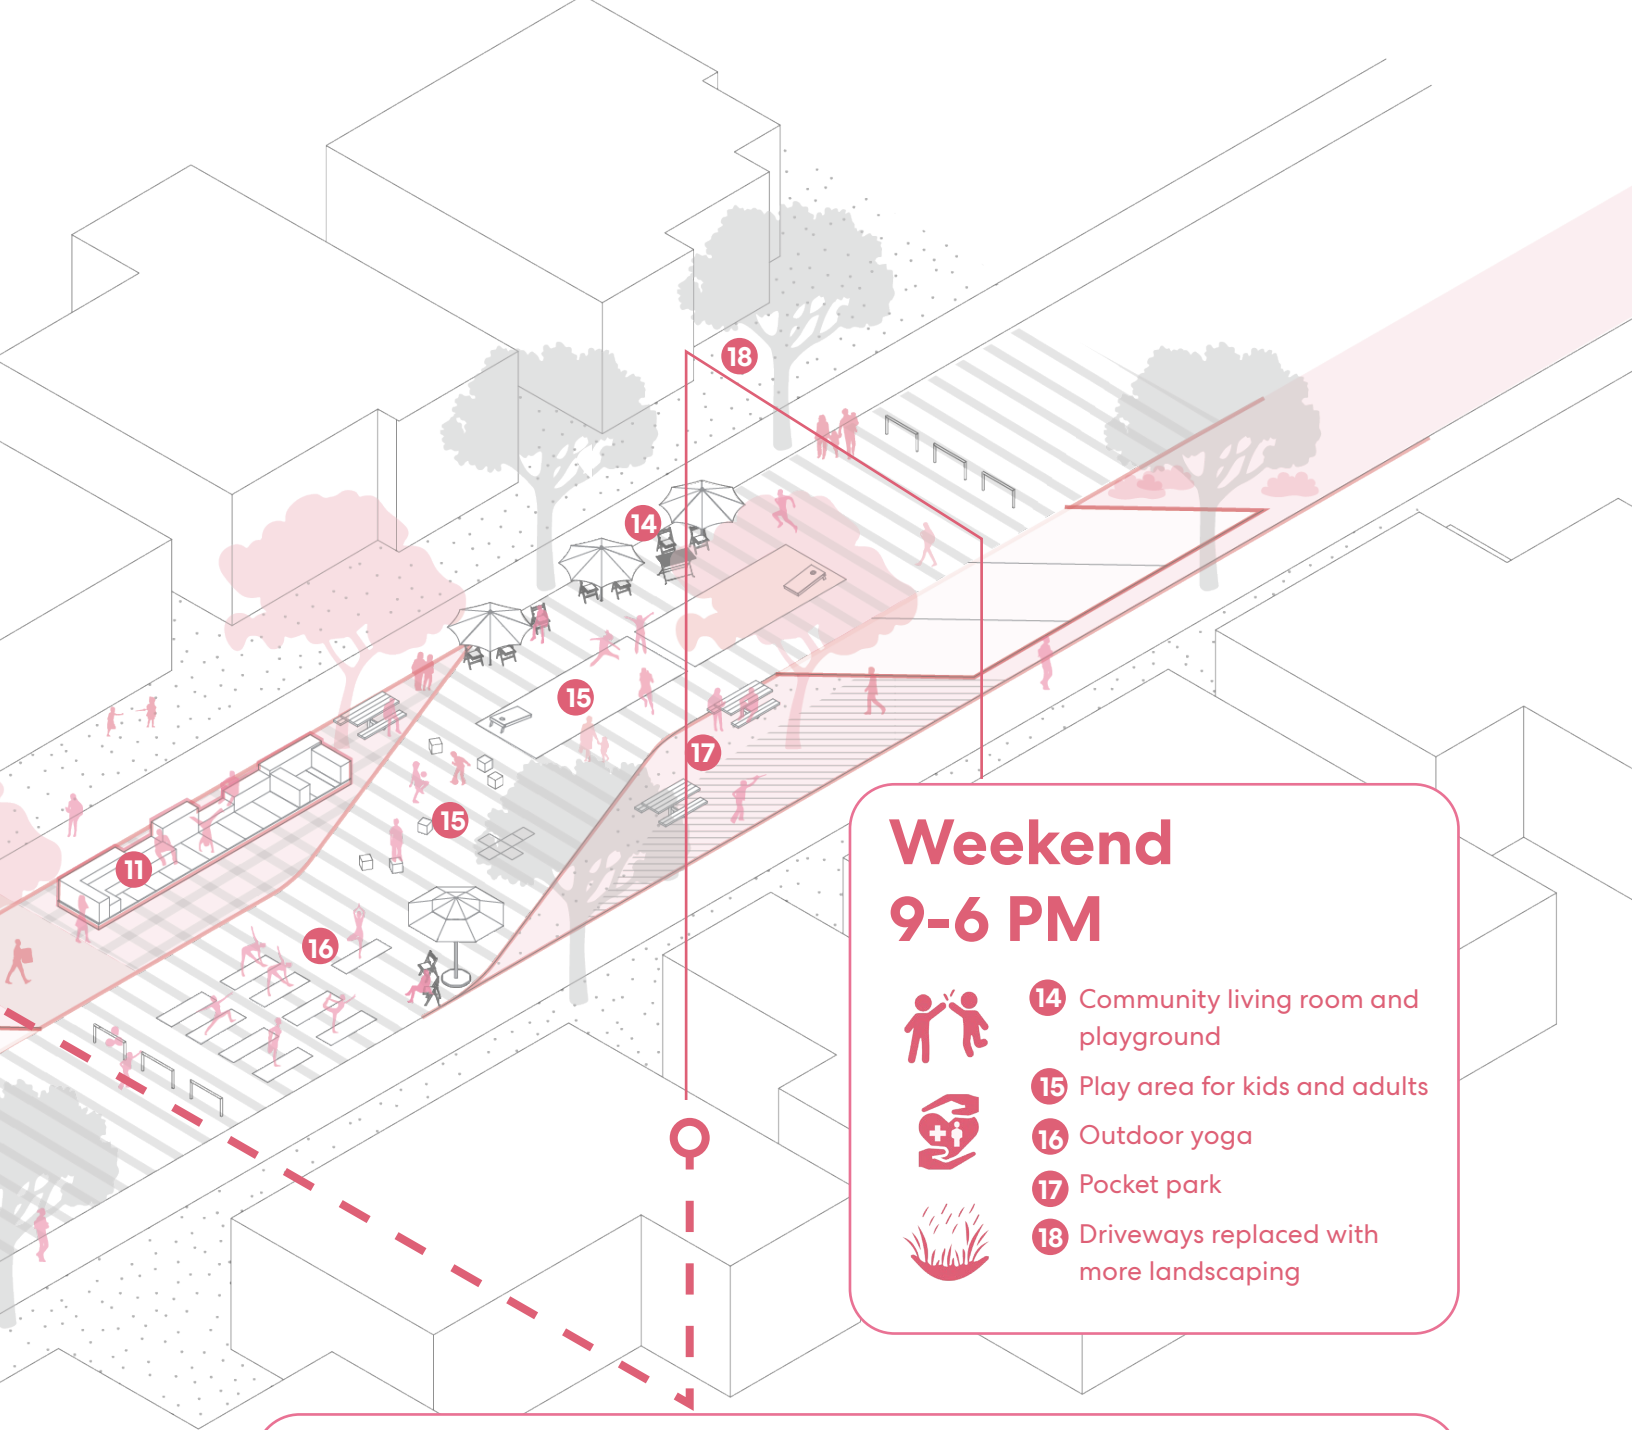 18
14
15
17
15
11
16
Weekend
9-6 PM
14 Community living room and
playground
15 Play area for kids and adults
16 Outdoor yoga
17 Pocket park
18 Driveways replaced with
more landscaping